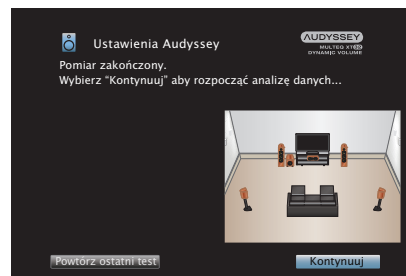 Ustawienia Audyssey
AUDYSSEY
MULTEQ XT32
DYNAMIC VOLUME
Pomiar zakończony.
Wybierz “Kontynuuj” aby rozpocząć analizę danych...
Powtórz ostatni test
Kontynuuj